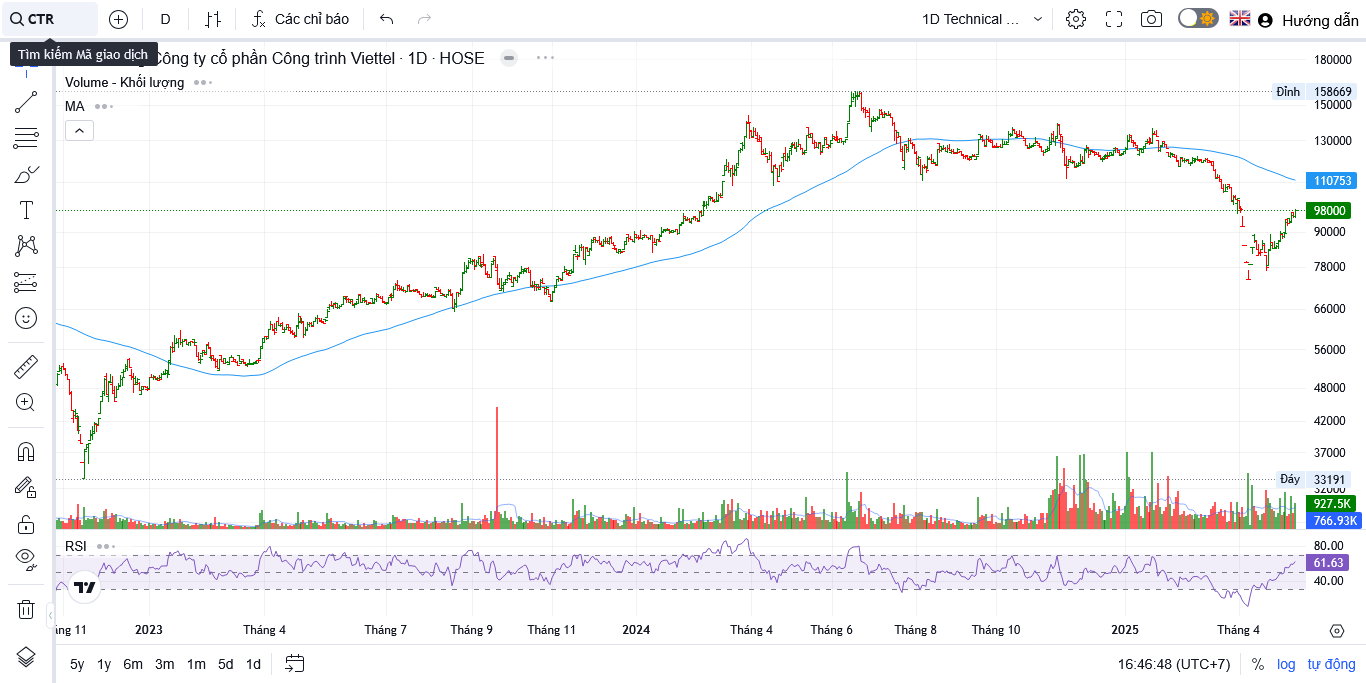 CTR
D
Các chỉ báo
1D Technical ...
Hướng dẫn
Tìm kiếm Mã giao dịch
Công ty cổ phần Công trình Viettel · 1D · HOSE
Volume - Khối lượng
MA
180000
Đỉnh 158669
150000
130000
110753
98000
90000
78000
66000
56000
48000
42000
37000
Đáy 33191
32000
927.5K
766.93K
RSI
80.00
61.63
40.00
áng 11 2023 Tháng 4 Tháng 7 Tháng 9 Tháng 11 2024 Tháng 4 Tháng 6 Tháng 8 Tháng 10 2025 Tháng 4
5y 1y 6m 3m 1m 5d 1d
16:46:48 (UTC+7) % log tự động